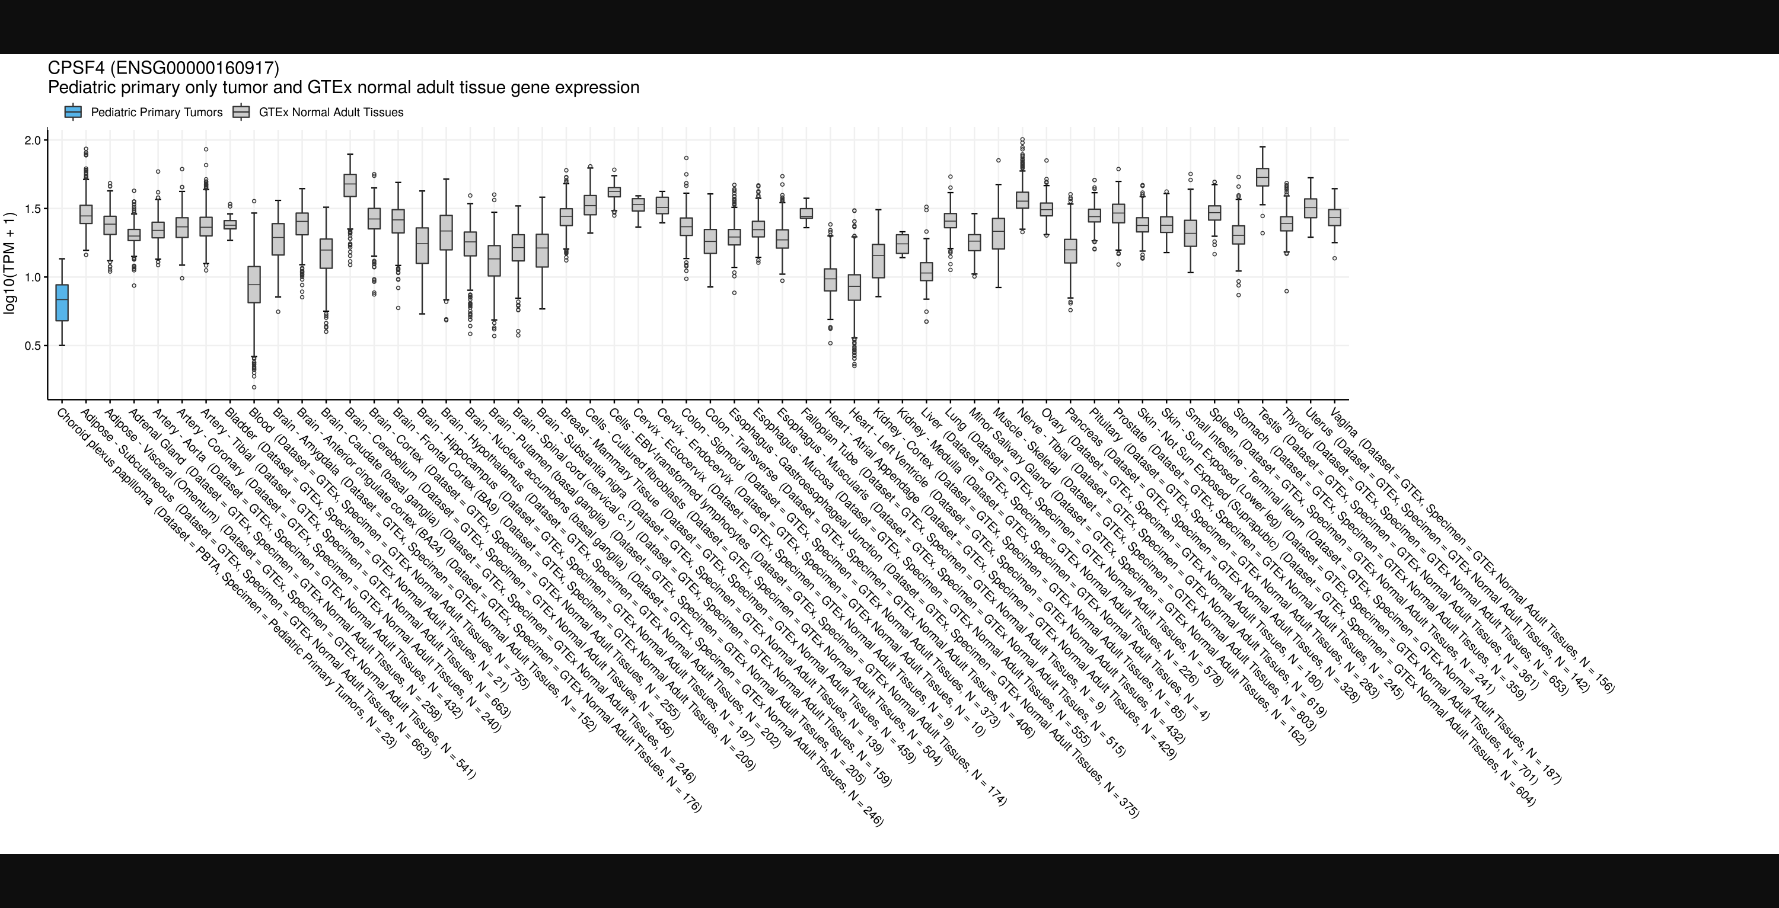 CPSF4 (ENSG00000160917)
Pediatric primary only tumor and GTEx normal adult tissue gene expression
Pediatric Primary Tumors
GTEx Normal Adult Tissues
log10(TPM + 1)
2.0
1.5
1.0
0.5
Choroid plexus papilloma (Dataset = PBTA, Specimen = Pediatric Primary Tumors, N = 23)
Adipose - Subcutaneous (Dataset = GTEx, Specimen = GTEx Normal Adult Tissues, N = 663)
Adipose - Visceral (Omentum) (Dataset = GTEx, Specimen = GTEx Normal Adult Tissues, N = 541)
Adrenal Gland (Dataset = GTEx, Specimen = GTEx Normal Adult Tissues, N = 258)
Artery - Aorta (Dataset = GTEx, Specimen = GTEx Normal Adult Tissues, N = 432)
Artery - Coronary (Dataset = GTEx, Specimen = GTEx Normal Adult Tissues, N = 240)
Artery - Tibial (Dataset = GTEx, Specimen = GTEx Normal Adult Tissues, N = 663)
Bladder (Dataset = GTEx, Specimen = GTEx Normal Adult Tissues, N = 21)
Blood (Dataset = GTEx, Specimen = GTEx Normal Adult Tissues, N = 755)
Brain - Amygdala (Dataset = GTEx, Specimen = GTEx Normal Adult Tissues, N = 152)
Brain - Anterior cingulate cortex (BA24) (Dataset = GTEx, Specimen = GTEx Normal Adult Tissues, N = 176)
Brain - Caudate (basal ganglia) (Dataset = GTEx, Specimen = GTEx Normal Adult Tissues, N = 246)
Brain - Cerebellum (Dataset = GTEx, Specimen = GTEx Normal Adult Tissues, N = 456)
Brain - Cortex (Dataset = GTEx, Specimen = GTEx Normal Adult Tissues, N = 255)
Brain - Frontal Cortex (BA9) (Dataset = GTEx, Specimen = GTEx Normal Adult Tissues, N = 209)
Brain - Hippocampus (Dataset = GTEx, Specimen = GTEx Normal Adult Tissues, N = 197)
Brain - Hypothalamus (Dataset = GTEx, Specimen = GTEx Normal Adult Tissues, N = 202)
Brain - Nucleus accumbens (basal ganglia) (Dataset = GTEx, Specimen = GTEx Normal Adult Tissues, N = 246)
Brain - Putamen (basal ganglia) (Dataset = GTEx, Specimen = GTEx Normal Adult Tissues, N = 205)
Brain - Spinal cord (cervical c-1) (Dataset = GTEx, Specimen = GTEx Normal Adult Tissues, N = 159)
Brain - Substantia nigra (Dataset = GTEx, Specimen = GTEx Normal Adult Tissues, N = 139)
Breast - Mammary Tissue (Dataset = GTEx, Specimen = GTEx Normal Adult Tissues, N = 459)
Cells - Cultured fibroblasts (Dataset = GTEx, Specimen = GTEx Normal Adult Tissues, N = 504)
Cells - EBV-transformed lymphocytes (Dataset = GTEx, Specimen = GTEx Normal Adult Tissues, N = 174)
Cervix - Ectocervix (Dataset = GTEx, Specimen = GTEx Normal Adult Tissues, N = 9)
Cervix - Endocervix (Dataset = GTEx, Specimen = GTEx Normal Adult Tissues, N = 10)
Colon - Sigmoid (Dataset = GTEx, Specimen = GTEx Normal Adult Tissues, N = 373)
Colon - Transverse (Dataset = GTEx, Specimen = GTEx Normal Adult Tissues, N = 406)
Esophagus - Gastroesophageal Junction (Dataset = GTEx, Specimen = GTEx Normal Adult Tissues, N = 375)
Esophagus - Mucosa (Dataset = GTEx, Specimen = GTEx Normal Adult Tissues, N = 555)
Esophagus - Muscularis (Dataset = GTEx, Specimen = GTEx Normal Adult Tissues, N = 515)
Fallopian Tube (Dataset = GTEx, Specimen = GTEx Normal Adult Tissues, N = 9)
Heart - Atrial Appendage (Dataset = GTEx, Specimen = GTEx Normal Adult Tissues, N = 429)
Heart - Left Ventricle (Dataset = GTEx, Specimen = GTEx Normal Adult Tissues, N = 432)
Kidney - Cortex (Dataset = GTEx, Specimen = GTEx Normal Adult Tissues, N = 85)
Kidney - Medulla (Dataset = GTEx, Specimen = GTEx Normal Adult Tissues, N = 4)
Liver (Dataset = GTEx, Specimen = GTEx Normal Adult Tissues, N = 226)
Lung (Dataset = GTEx, Specimen = GTEx Normal Adult Tissues, N = 578)
Minor Salivary Gland (Dataset = GTEx, Specimen = GTEx Normal Adult Tissues, N = 162)
Muscle - Skeletal (Dataset = GTEx, Specimen = GTEx Normal Adult Tissues, N = 803)
Nerve - Tibial (Dataset = GTEx, Specimen = GTEx Normal Adult Tissues, N = 619)
Ovary (Dataset = GTEx, Specimen = GTEx Normal Adult Tissues, N = 180)
Pancreas (Dataset = GTEx, Specimen = GTEx Normal Adult Tissues, N = 328)
Pituitary (Dataset = GTEx, Specimen = GTEx Normal Adult Tissues, N = 283)
Prostate (Dataset = GTEx, Specimen = GTEx Normal Adult Tissues, N = 245)
Skin - Not Sun Exposed (Suprapubic) (Dataset = GTEx, Specimen = GTEx Normal Adult Tissues, N = 604)
Skin - Sun Exposed (Lower leg) (Dataset = GTEx, Specimen = GTEx Normal Adult Tissues, N = 701)
Small Intestine - Terminal Ileum (Dataset = GTEx, Specimen = GTEx Normal Adult Tissues, N = 187)
Spleen (Dataset = GTEx, Specimen = GTEx Normal Adult Tissues, N = 241)
Stomach (Dataset = GTEx, Specimen = GTEx Normal Adult Tissues, N = 359)
Testis (Dataset = GTEx, Specimen = GTEx Normal Adult Tissues, N = 361)
Thyroid (Dataset = GTEx, Specimen = GTEx Normal Adult Tissues, N = 653)
Uterus (Dataset = GTEx, Specimen = GTEx Normal Adult Tissues, N = 142)
Vagina (Dataset = GTEx, Specimen = GTEx Normal Adult Tissues, N = 156)